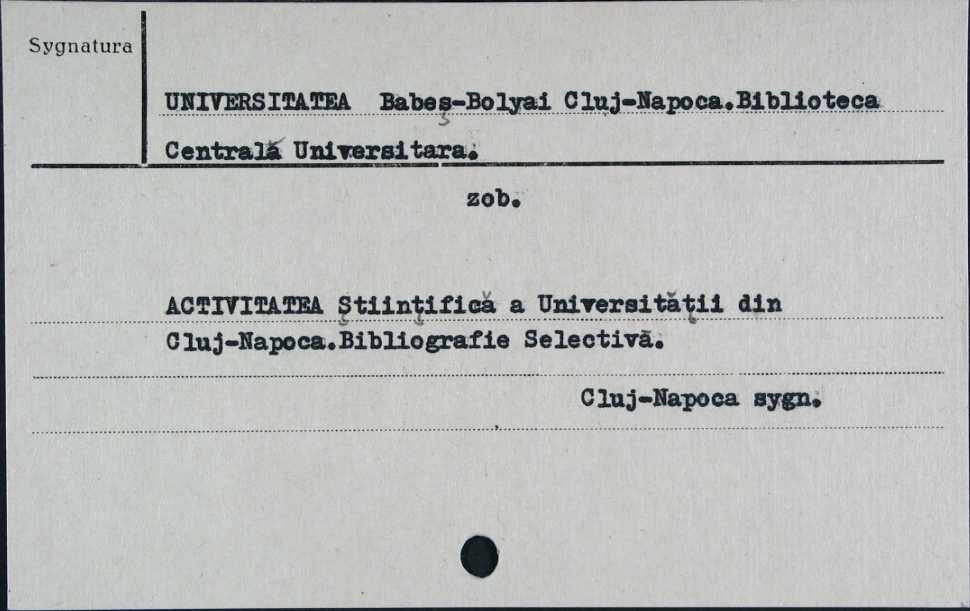 Sygnatura
UNIVERSITATEA Babeş-Bolyai Cluj-Napoca.Biblioteca
Centrală Universitara.
zob.
ACTIVITATEA Ştiinţifică a Universităţii din
Cluj-Napoca.Bibliografie Selectivă.
Cluj-Napoca sygn.